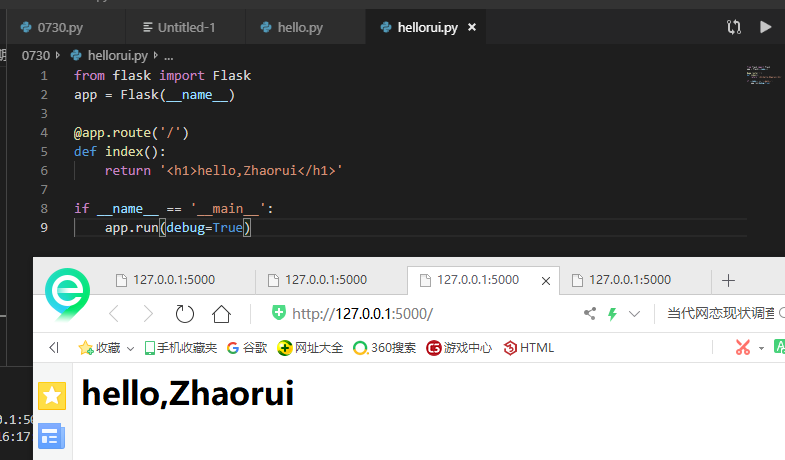 0730.py Untitled-1 hello.py hellorui.py
0730 hellorui.py ...
1 from flask import Flask
2 app = Flask(__name__)
3
4 @app.route('/')
5 def index():
6 return '<h1>hello,Zhaorui</h1>'
7
8 if __name__ == '__main__':
9 app.run(debug=True)
127.0.0.1:5000 127.0.0.1:5000 127.0.0.1:5000 127.0.0.1:5000
http://127.0.0.1:5000/ 当代网恋现状调查
收藏 手机收藏夹 谷歌 网址大全 360搜索 游戏中心 HTML
hello,Zhaorui
0.1:50
16:17